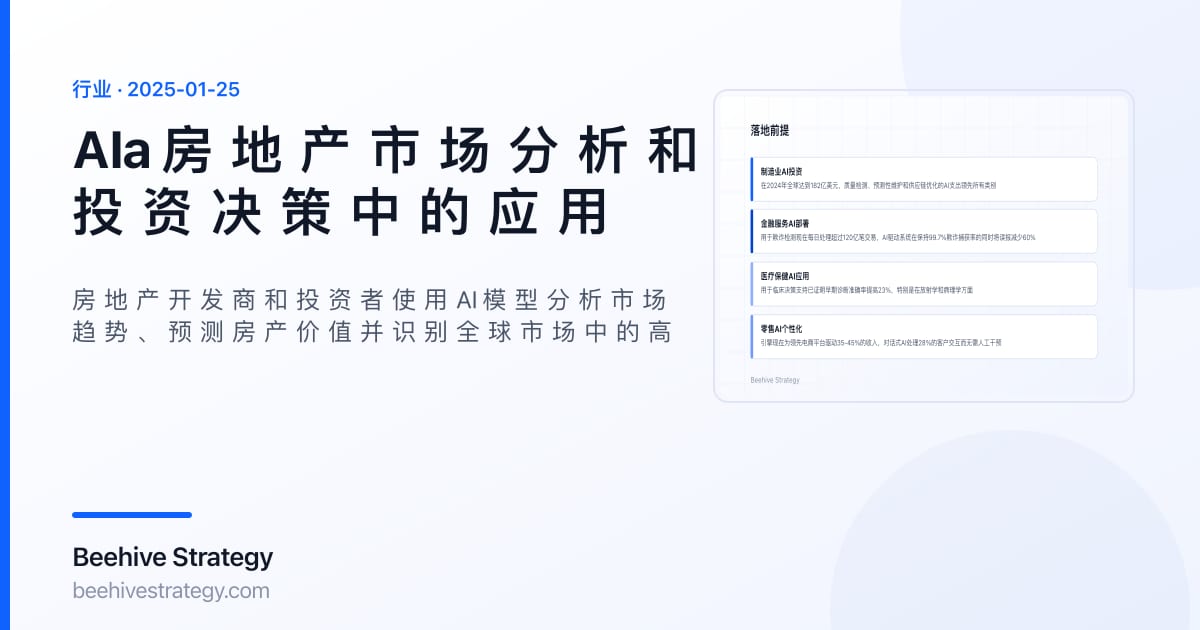 行业 · 2025-01-25
AIa房地产市场分析和
投资决策中的应用
房地产开发商和投资者使用AI模型分析市场
趋势、预测房产价值并识别全球市场中的高
落地前提
制造业AI投资
在2024年全球达到182亿美元，质量检测、预测性维护和供应链优化的AI支出领先所有类别
金融服务AI部署
用于欺诈检测现在每日处理超过120亿笔交易，AI驱动系统在保持99.7%欺诈捕获率的同时将误报减少60%
医疗保健AI应用
用于临床决策支持已证明早期诊断准确率提高23%，特别是在放射学和病理学方面
零售AI个性化
引擎现在为领先电商平台驱动35-45%的收入，对话式AI处理28%的客户交互而无需人工干预
Beehive Strategy
Beehive Strategy
beehivestrategy.com